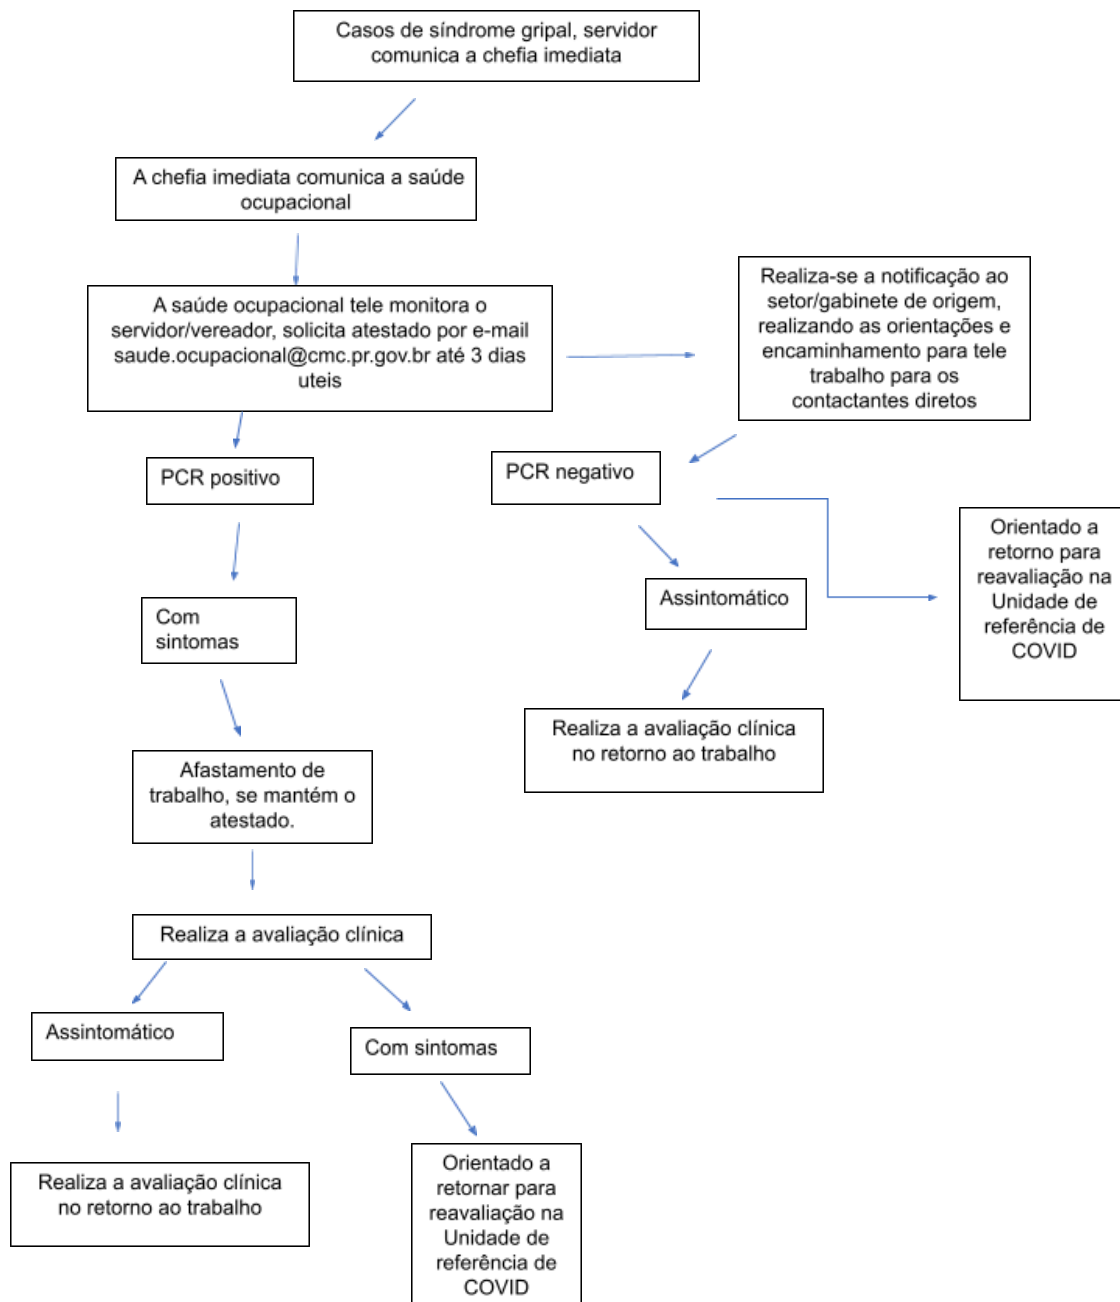 Casos de síndrome gripal, servidor
comunica a chefia imediata
A chefia imediata comunica a saúde
ocupacional
A saúde ocupacional tele monitora o
servidor/vereador, solicita atestado por e-mail
saude.ocupacional@cmc.pr.gov.br até 3 dias
uteis
Realiza-se a notificação ao
setor/gabinete de origem,
realizando as orientações e
encaminhamento para tele
trabalho para os
contactantes diretos
PCR positivo
PCR negativo
Orientado a
retorno para
reavaliação na
Unidade de
referência de
COVID
Com
sintomas
Assintomático
Realiza a avaliação clínica
no retorno ao trabalho
Afastamento de
trabalho, se mantém o
atestado.
Realiza a avaliação clínica
Assintomático
Com sintomas
Realiza a avaliação clínica
no retorno ao trabalho
Orientado a
retornar para
reavaliação na
Unidade de
referência de
COVID